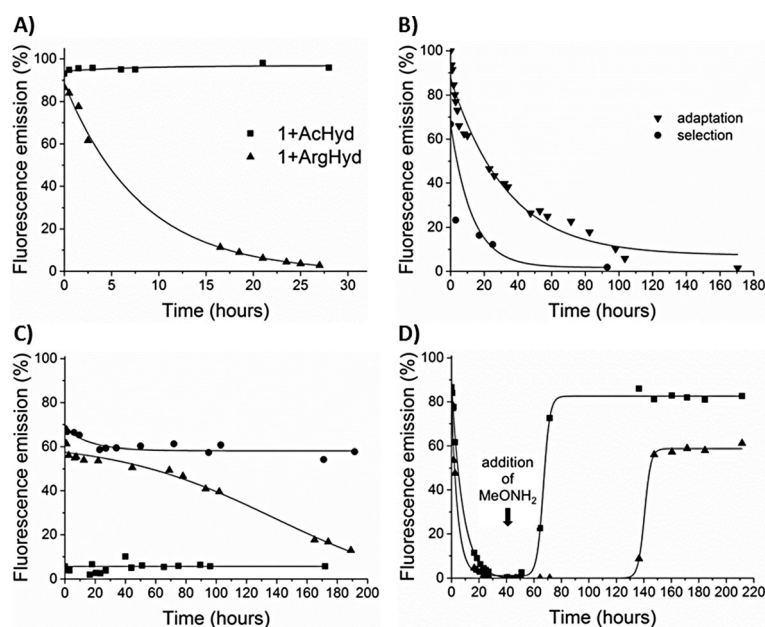 A)
Fluorescence emission (%)
100
80
60
40
20
0
1+AcHyd
1+ArgHyd
0 5 10 15 20 25 30
Time (hours)
B)
Fluorescence emission (%)
100
80
60
40
20
0
adaptation
selection
0 20 40 60 80 100 120 140 160 180
Time (hours)
C)
Fluorescence emission (%)
100
80
60
40
20
0
0 20 40 60 80 100 120 140 160 180 200
Time (hours)
D)
Fluorescence emission (%)
100
80
60
40
20
0
addition
of
MeONH₂
0 20 40 60 80 100 120 140 160 180 200 220
Time (hours)